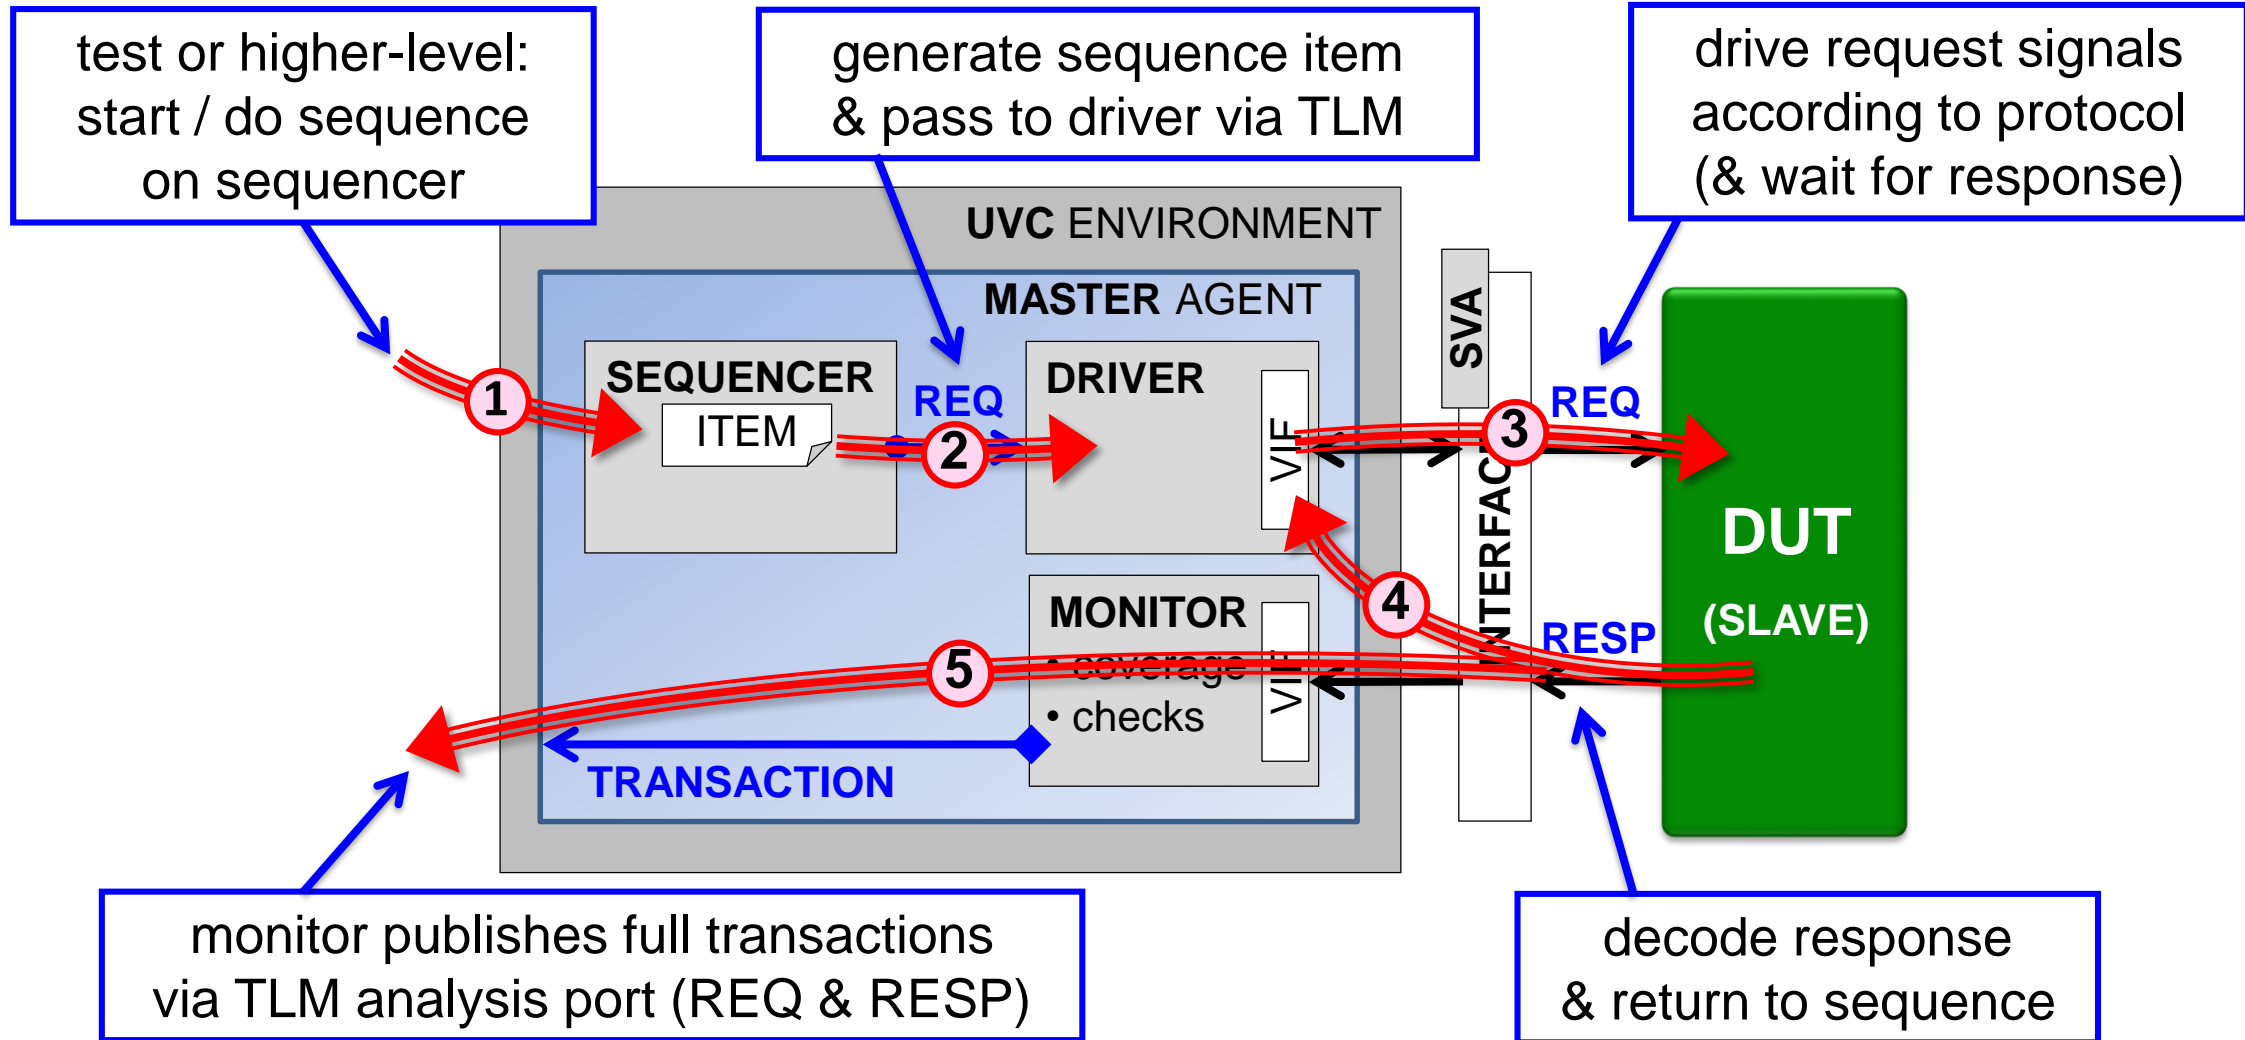 test or higher-level:
start / do sequence
on sequencer
generate sequence item
& pass to driver via TLM
drive request signals
according to protocol
(& wait for response)
UVC ENVIRONMENT
MASTER AGENT
SVA
SEQUENCER
ITEM
REQ
DRIVER
VIF
REQ
1
2
3
INTERFACE
DUT
(SLAVE)
4
MONITOR
• coverage
• checks
VIF
RESP
5
TRANSACTION
monitor publishes full transactions
via TLM analysis port (REQ & RESP)
decode response
& return to sequence